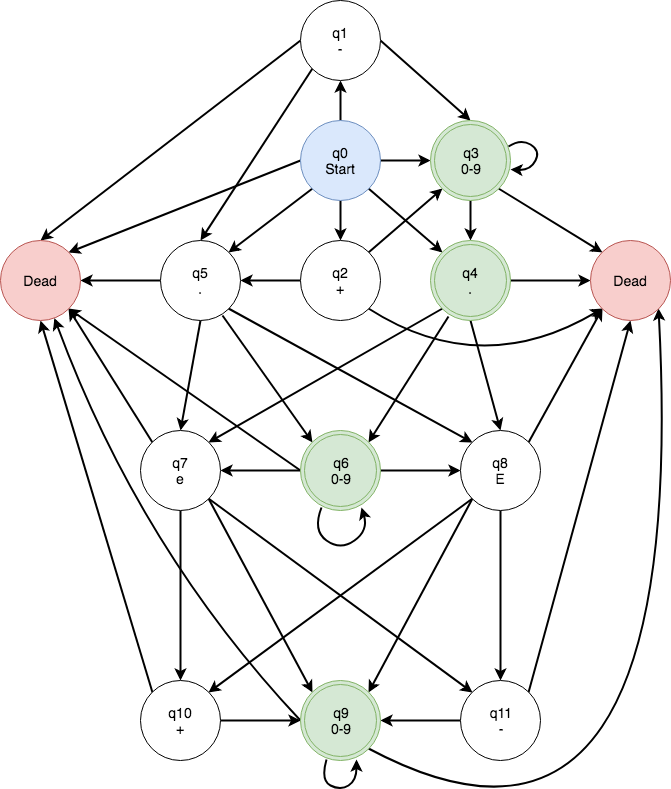 q1
-
q0
Start
q3
0-9
Dead
q5
.
q2
+
q4
.
Dead
q7
e
q6
0-9
q8
E
q10
+
q9
0-9
q11
-